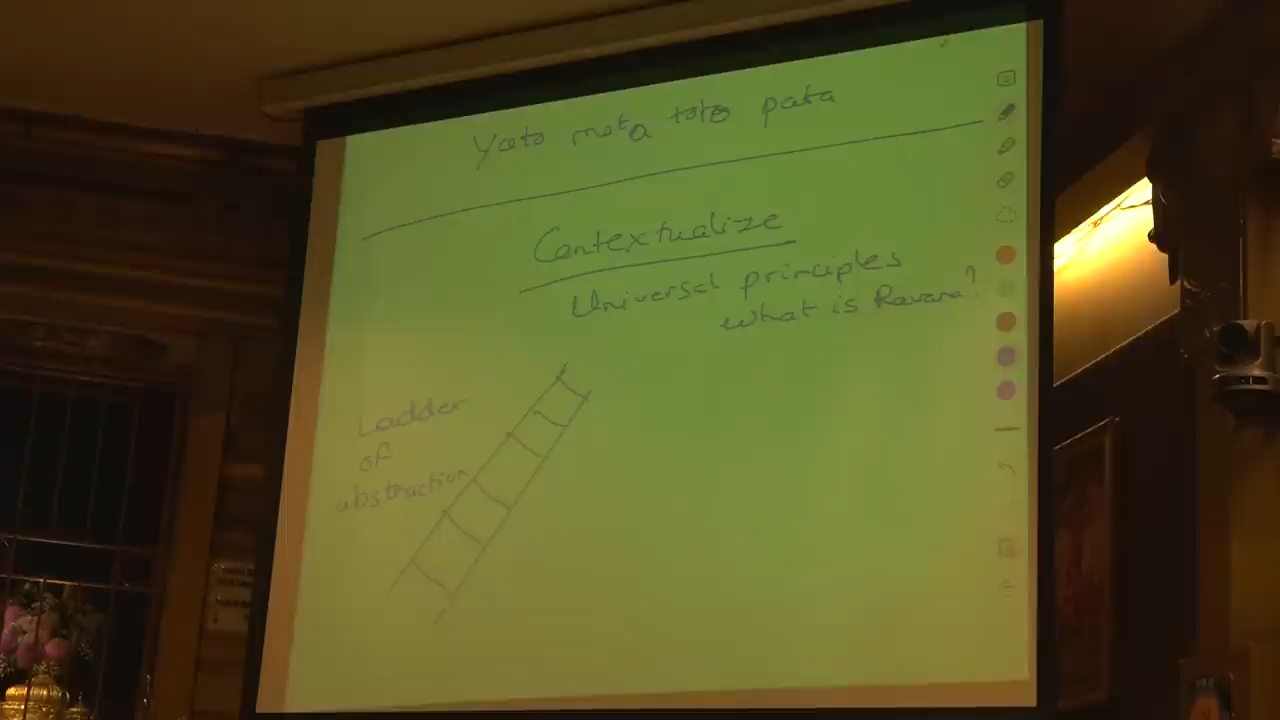 Yato mata tato pata
Contextualize
Universal principles
what is Ravana?
Ladder
of
abstraction